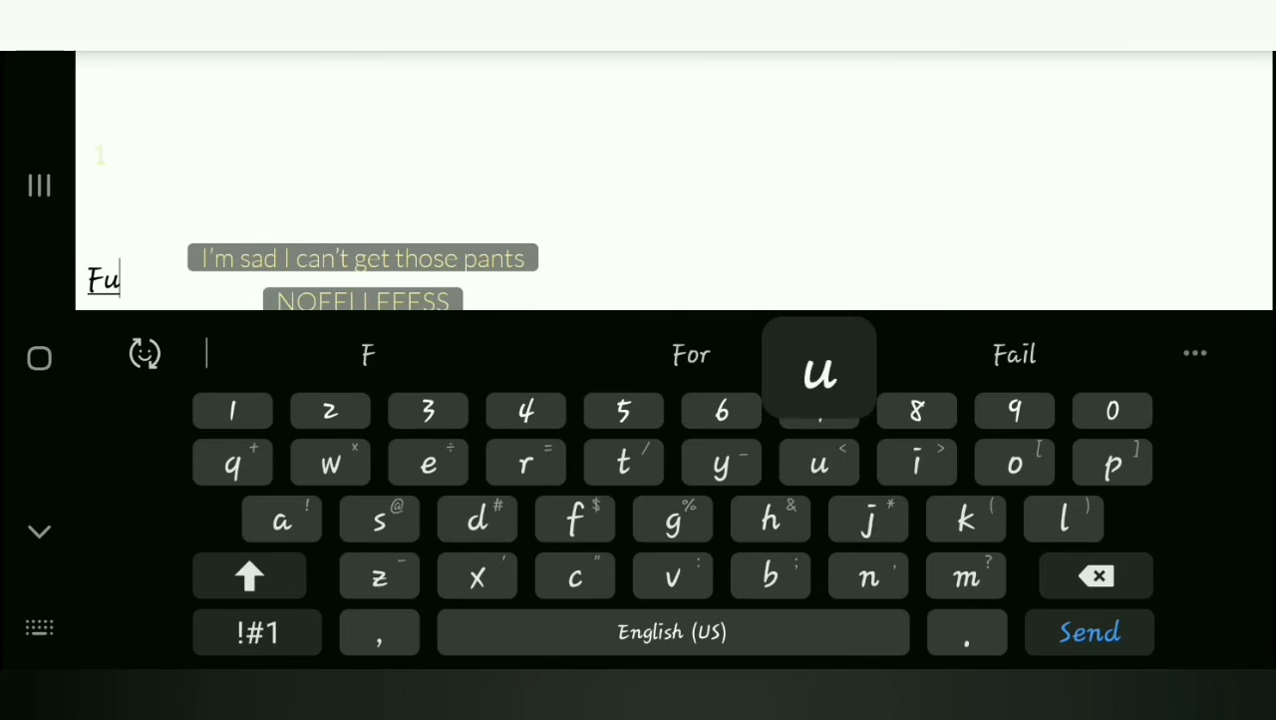 1
I'm sad I can't get those pants
Fu
F For Fail
u
1 2 3 4 5 6 8 9 0
q + w × e ÷ r = t / y - u < i > o [ p ]
a ! s @ d # f $ g % h & j * k ( l )
z - x ' c " v : b ; n , m ?
!#1 , English (US) . Send